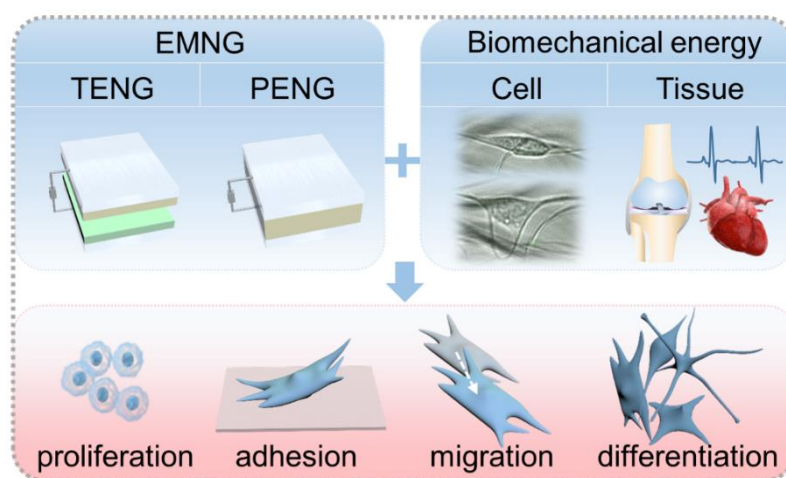 EMNG
TENG PENG
Biomechanical energy
Cell Tissue
proliferation adhesion migration differentiation